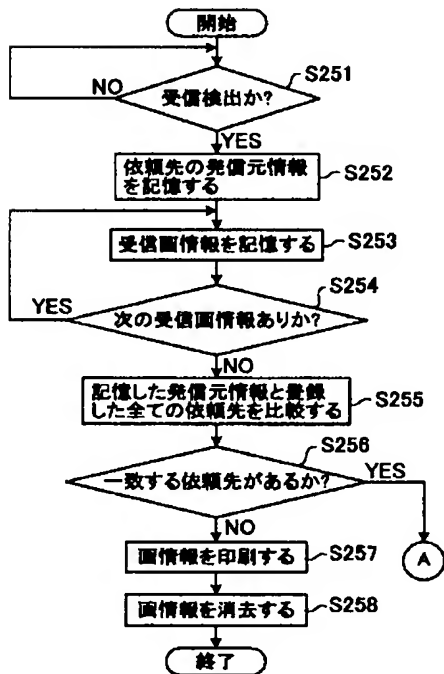 開始
S251
受信検出か?
NO
YES
依頼先の発信元情報
を記憶する
S252
受信画情報を記憶する
S253
S254
次の受信画情報ありか?
YES
NO
記憶した発信元情報と登録
した全ての依頼先を比較する
S255
S256
一致する依頼先があるか?
YES
NO
A
画情報を印刷する
S257
画情報を消去する
S258
終了